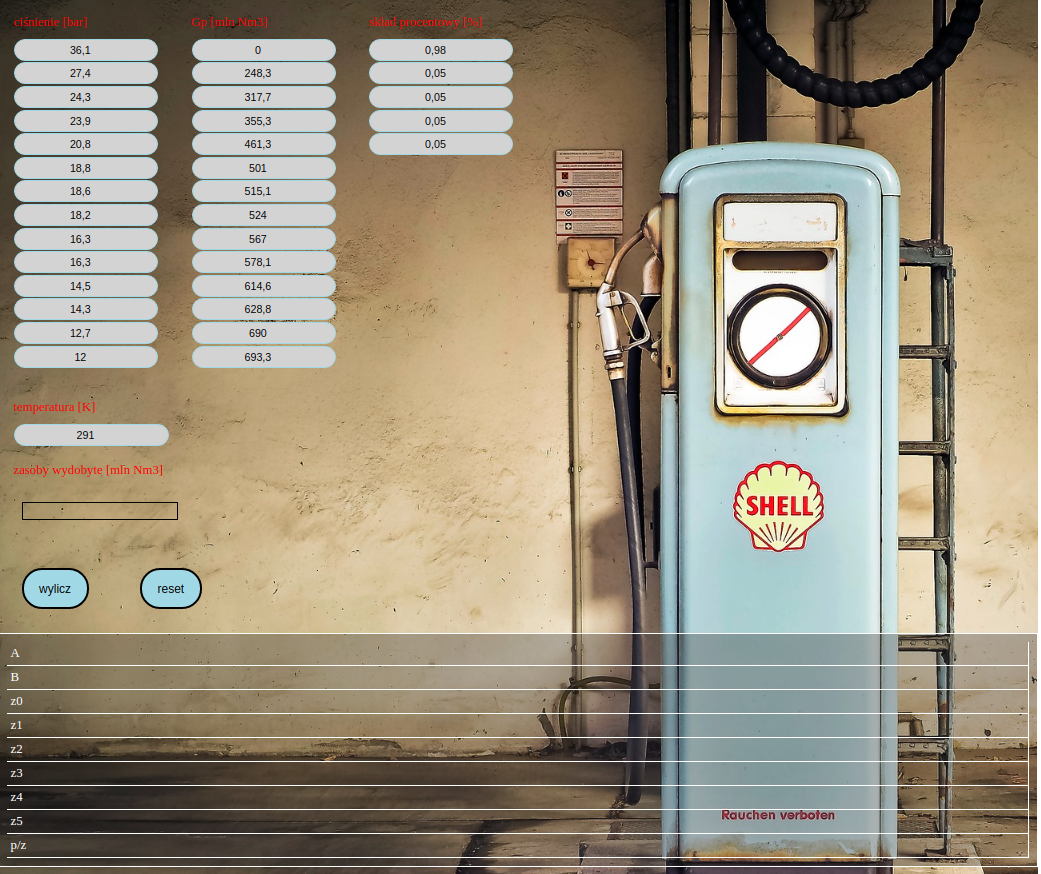 ciśnienie [bar] Gp [mln Nm3] skład procentowy [%]
36,1 0 0,98
27,4 248,3 0,05
24,3 317,7 0,05
23,9 355,3 0,05
20,8 461,3 0,05
18,8 501
18,6 515,1
18,2 524
16,3 567
16,3 578,1
14,5 614,6
14,3 628,8
12,7 690
12 693,3
temperatura [K]
291
zasoby wydobyte [mln Nm3]
wylicz reset
SHELL
A
B
z0
z1
z2
z3
z4
z5
p/z
Rauchen verboten